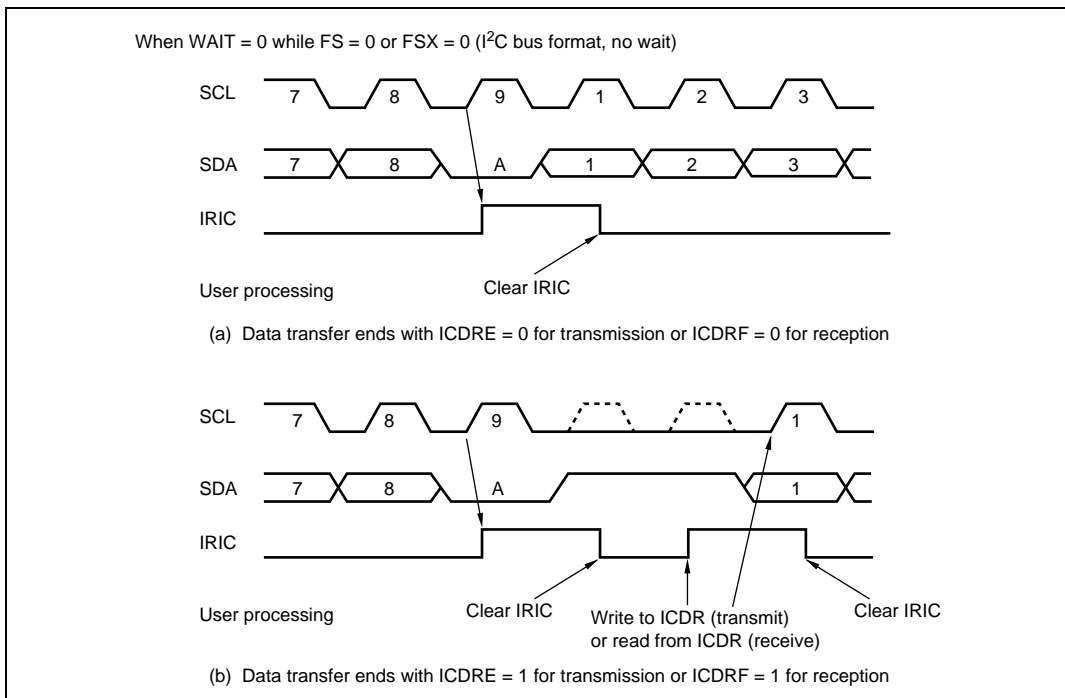 When WAIT = 0 while FS = 0 or FSX = 0 (I²C bus format, no wait)
SCL 7 8 9 1 2 3
SDA 7 8 A 1 2 3
IRIC
User processing Clear IRIC
(a) Data transfer ends with ICDRE = 0 for transmission or ICDRF = 0 for reception
SCL 7 8 9 1
SDA 7 8 A 1
IRIC
User processing Clear IRIC Write to ICDR (transmit) Clear IRIC
or read from ICDR (receive)
(b) Data transfer ends with ICDRE = 1 for transmission or ICDRF = 1 for reception